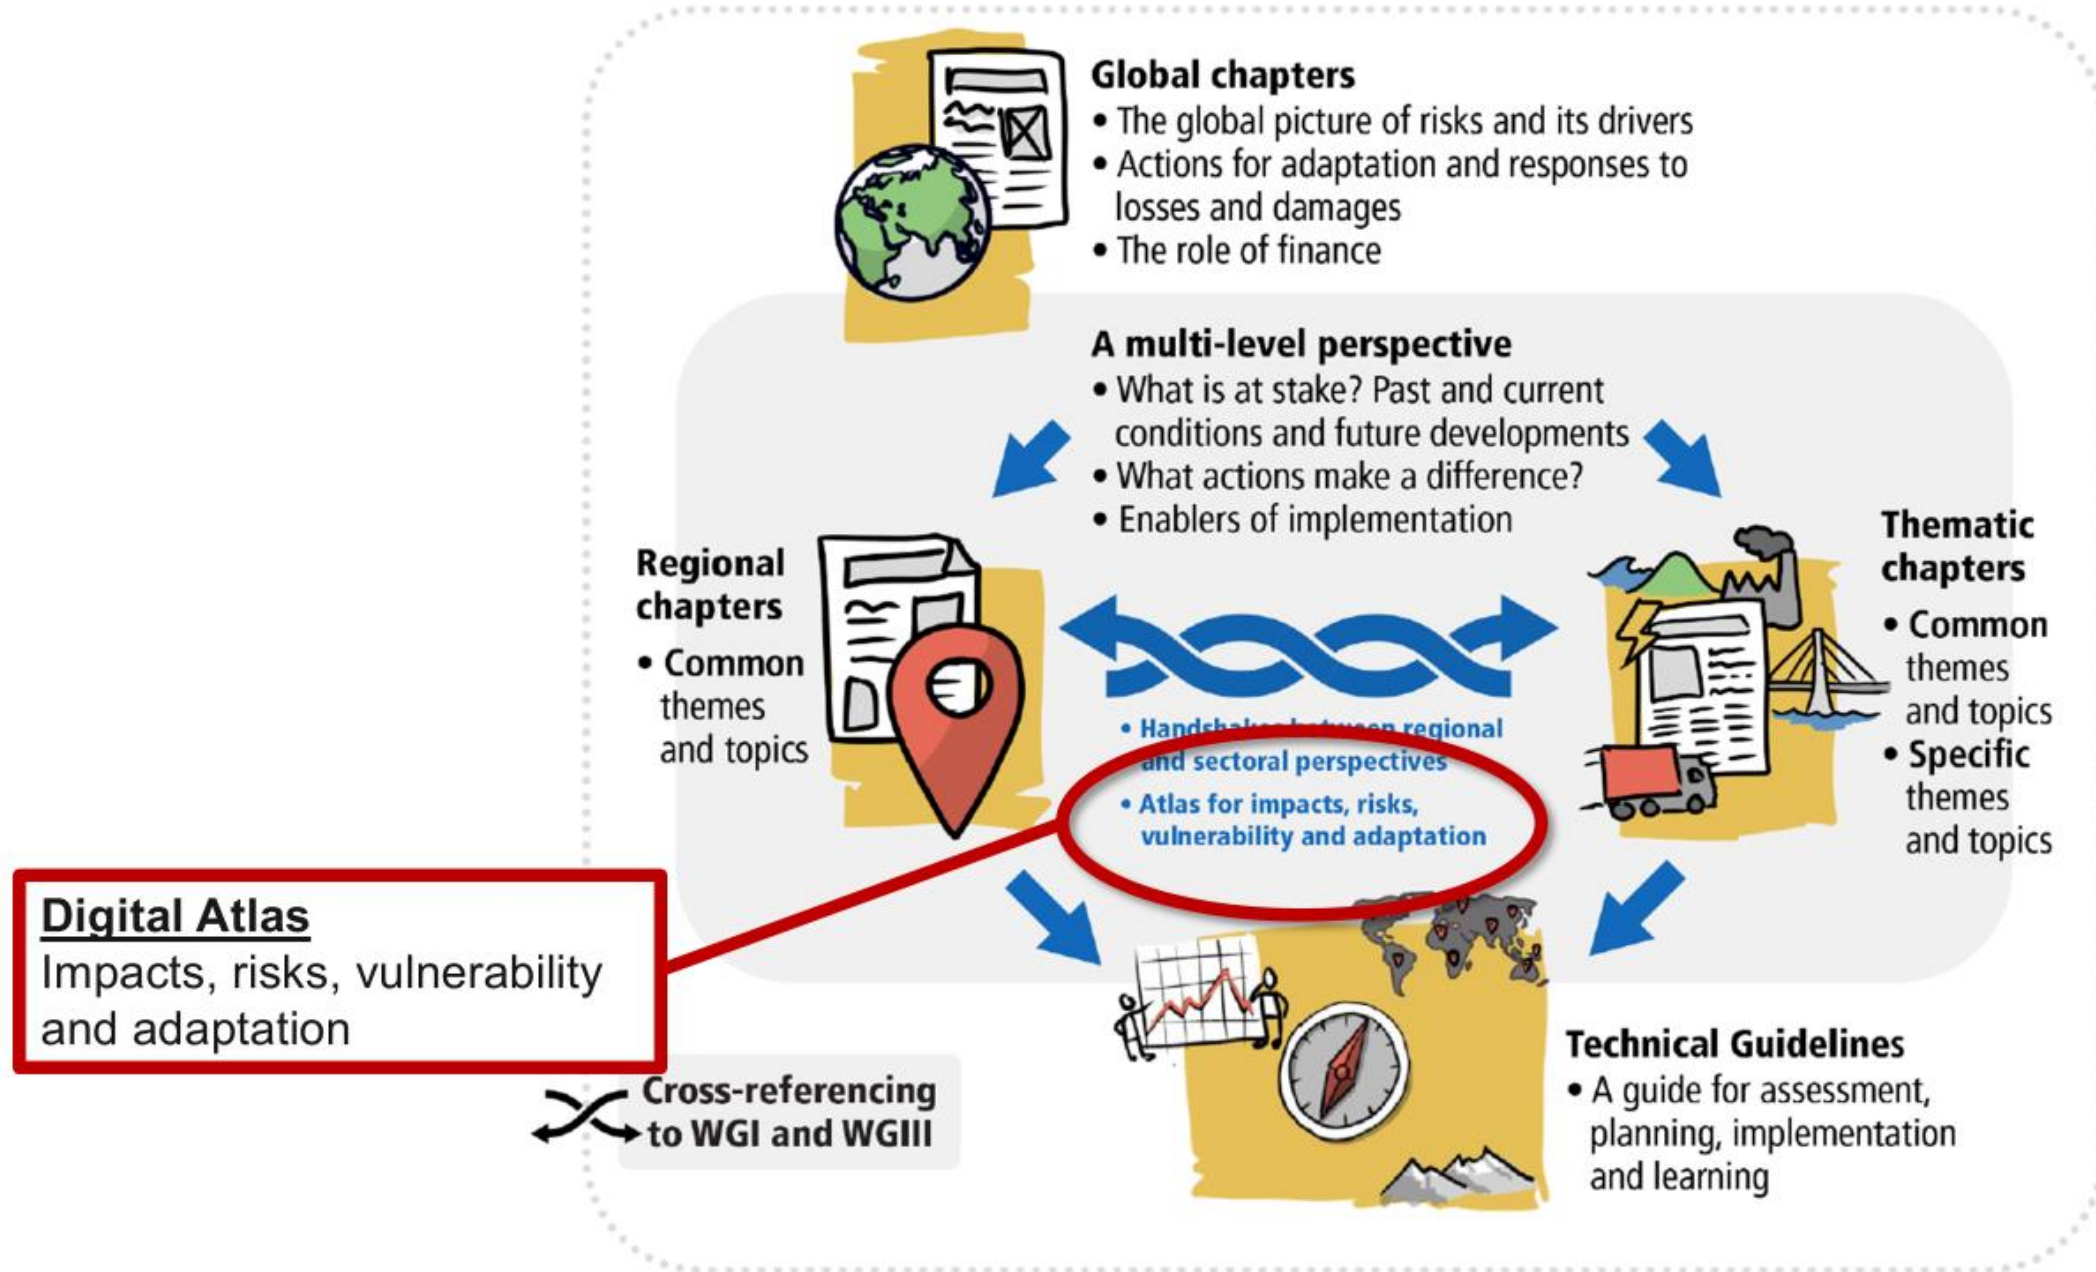 Global chapters
• The global picture of risks and its drivers
• Actions for adaptation and responses to
losses and damages
• The role of finance
A multi-level perspective
• What is at stake? Past and current
conditions and future developments
• What actions make a difference?
• Enablers of implementation
Regional
chapters
• Common
themes
and topics
Thematic
chapters
• Common
themes
and topics
• Specific
themes
and topics
• Handshakes between regional
and sectoral perspectives
• Atlas for impacts, risks,
vulnerability and adaptation
Digital Atlas
Impacts, risks, vulnerability
and adaptation
Cross-referencing
to WGI and WGIII
Technical Guidelines
• A guide for assessment,
planning, implementation
and learning